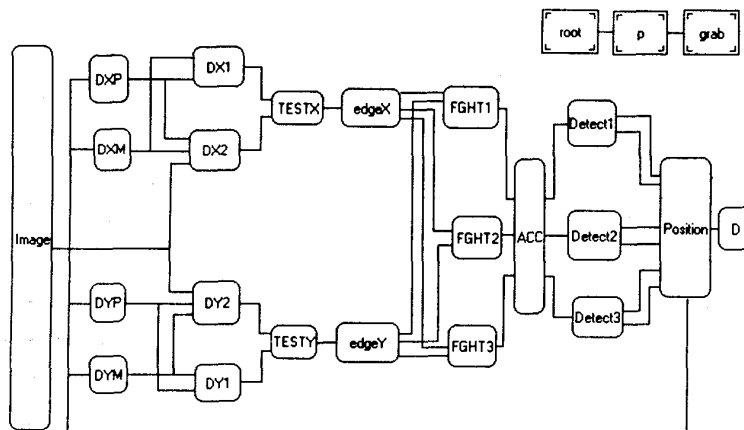 root p grab
DXP DX1
TESTX edgeX FGHT1
Detect1
DXM DX2
Image FGHT2 ACC Detect2 Position D
DYP DY2
TESTY edgeY FGHT3
Detect3
DYM DY1